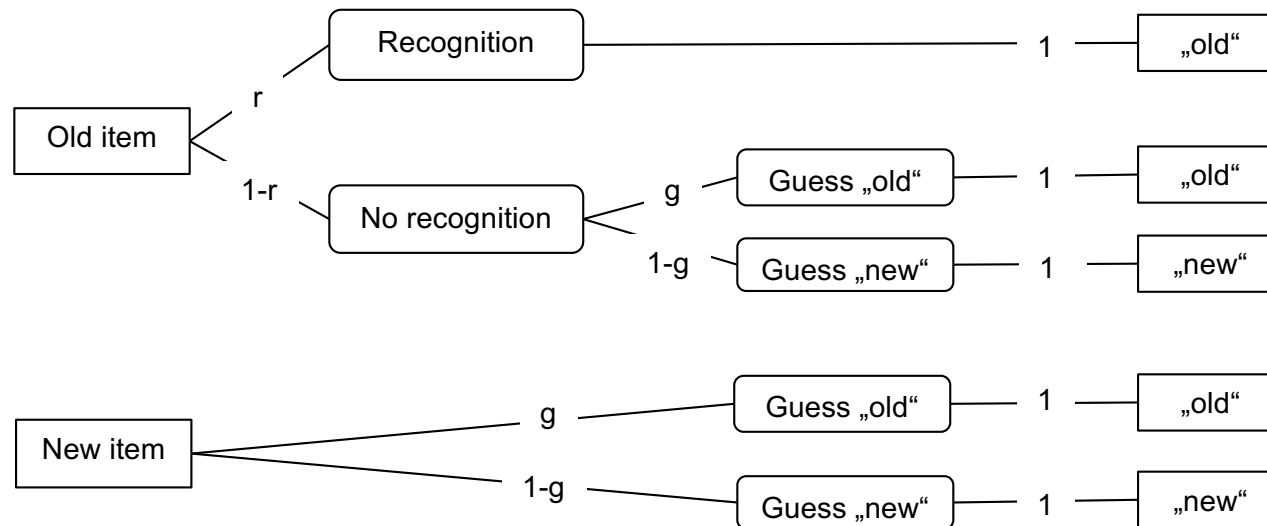 Recognition
1
„old“
r
Old item
1-r
No recognition
g
Guess „old“
1
„old“
1-g
Guess „new“
1
„new“
New item
g
Guess „old“
1
„old“
1-g
Guess „new“
1
„new“